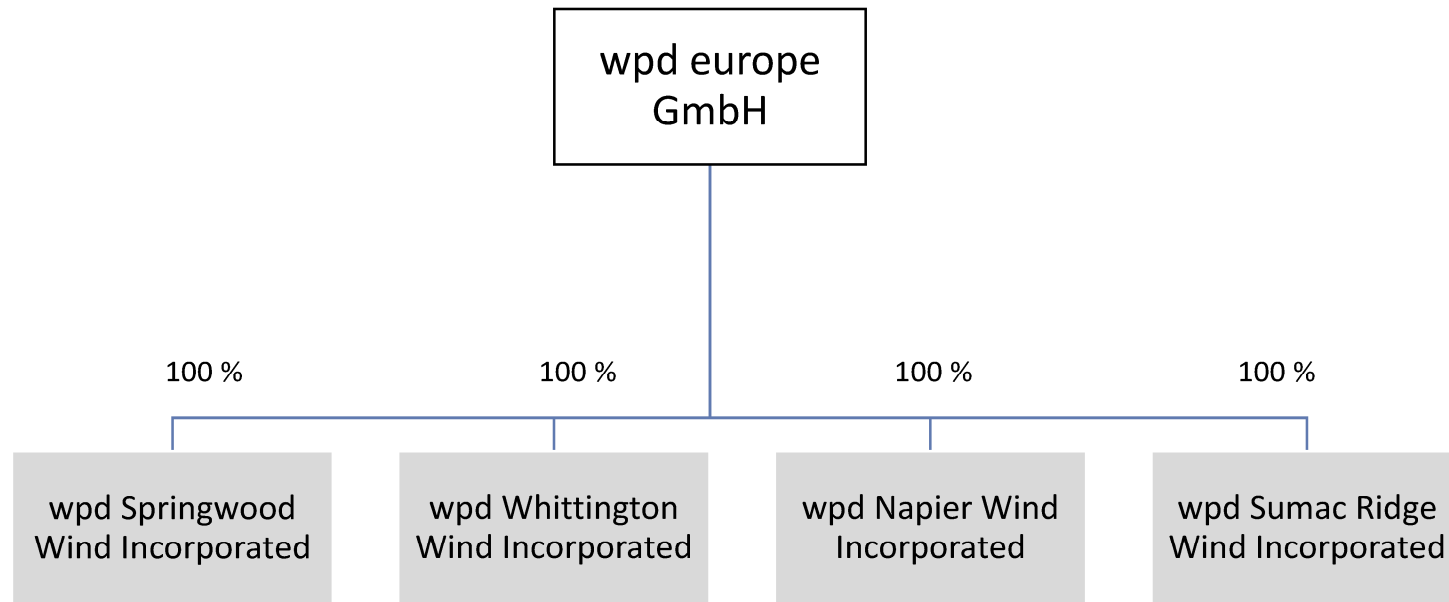 wpd europe
GmbH
100 %
100 %
100 %
100 %
wpd Springwood
Wind Incorporated
wpd Whittington
Wind Incorporated
wpd Napier Wind
Incorporated
wpd Sumac Ridge
Wind Incorporated